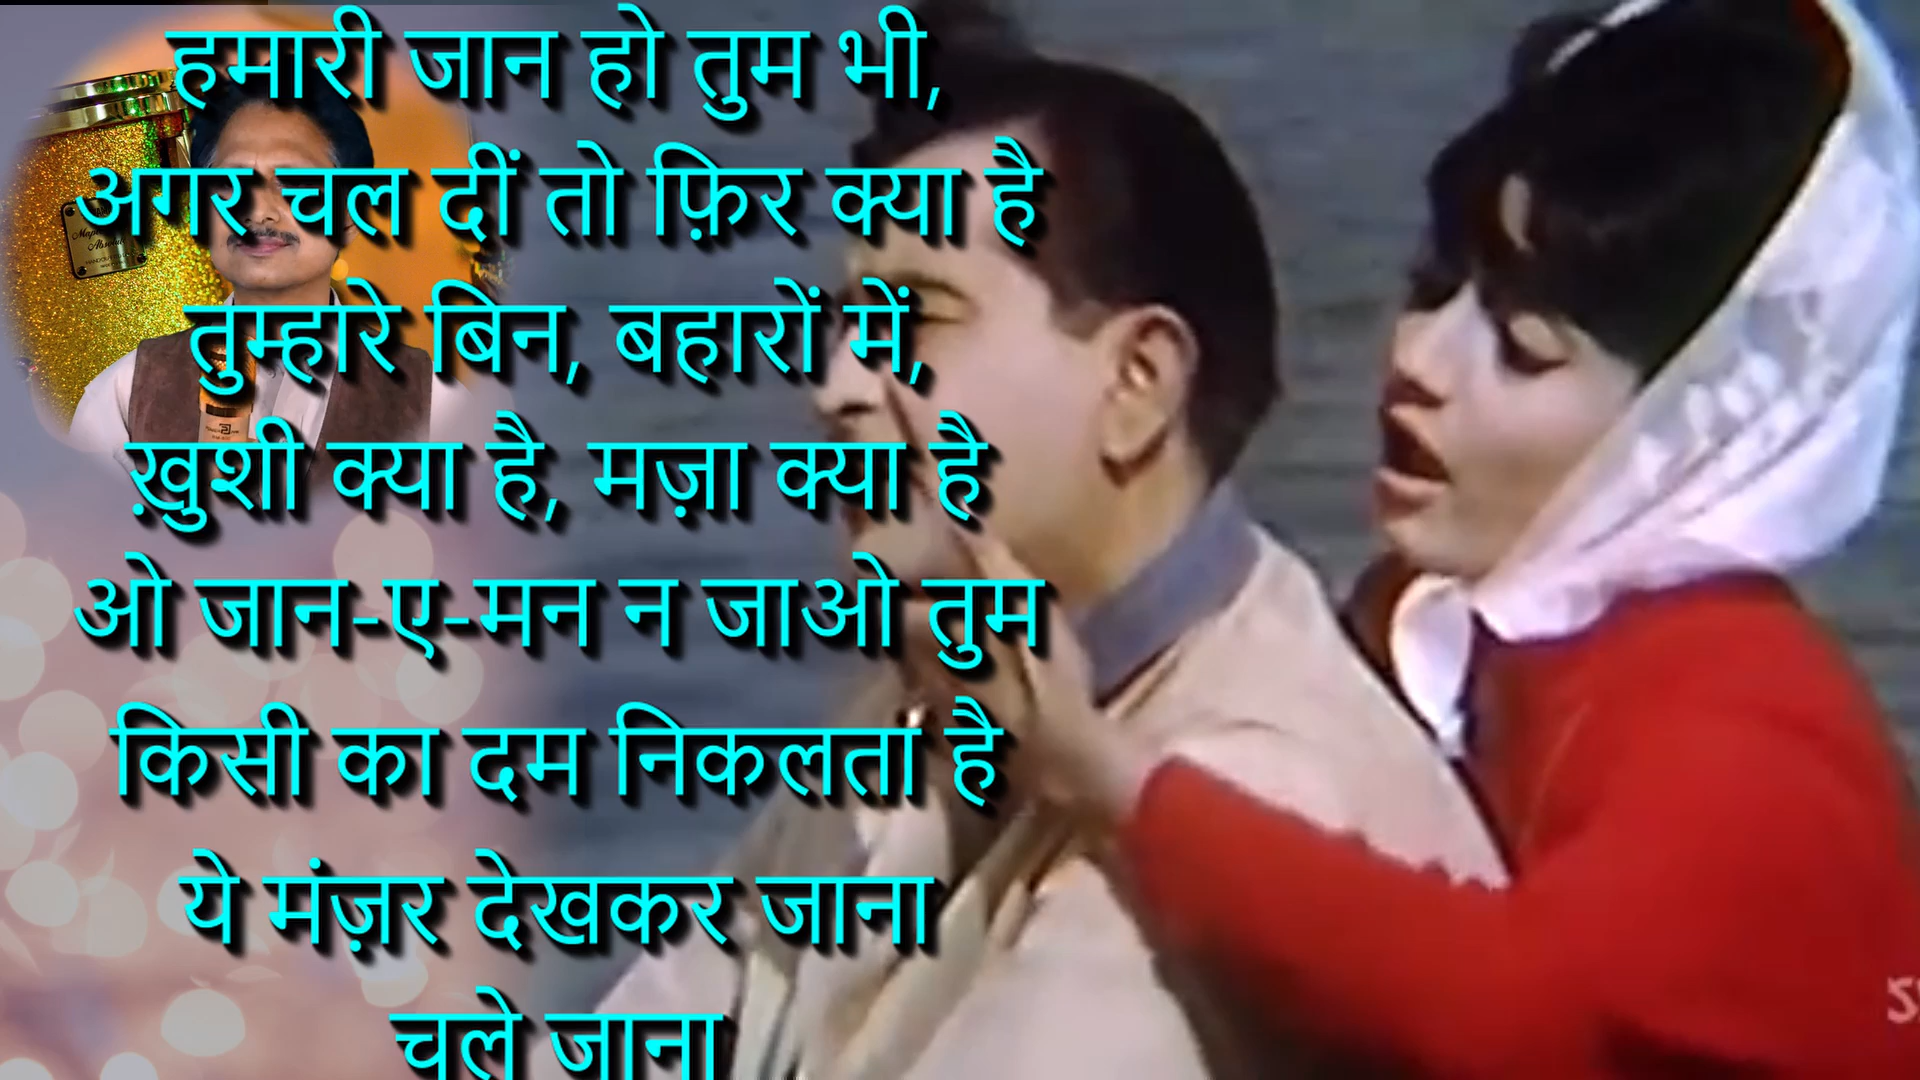 हमारी जान हो तुम भी,
अगर चल दीं तो फ़िर क्या है
तुम्हारे बिन, बहारों में,
ख़ुशी क्या है, मज़ा क्या है
ओ जान-ए-मन न जाओ तुम
किसी का दम निकलता है
ये मंज़र देखकर जाना
चले जाना